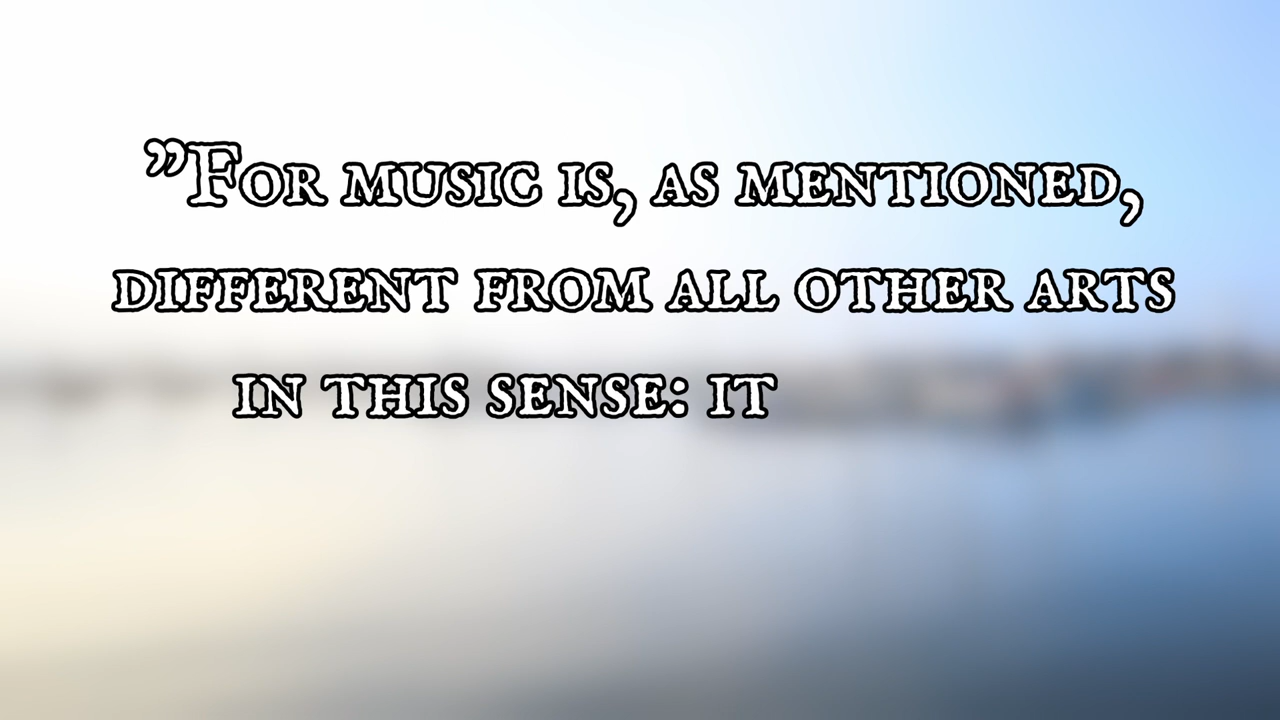 ”For music is, as mentioned,
different from all other arts
in this sense: it